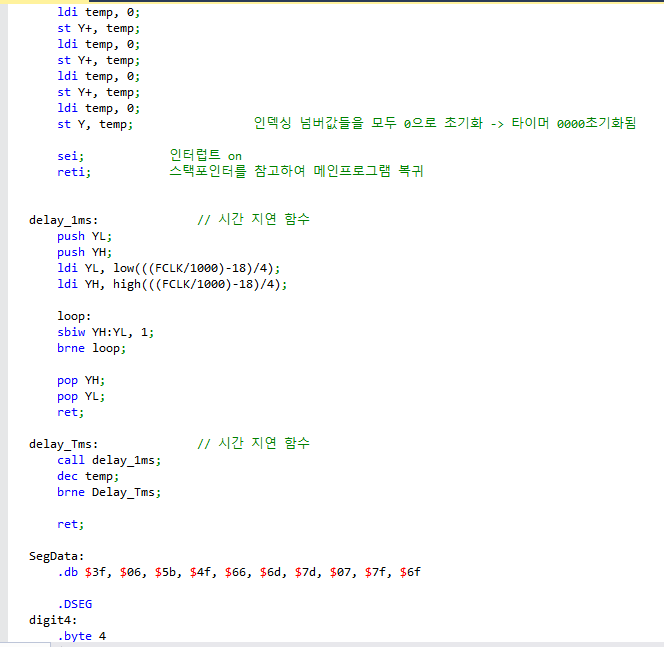 ldi temp, 0;
st Y+, temp;
ldi temp, 0;
st Y+, temp;
ldi temp, 0;
st Y+, temp;
ldi temp, 0;
st Y, temp; 인덱싱 넘버값들을 모두 0으로 초기화 -> 타이머 0000초기화됨
sei; 인터럽트 on
reti; 스택포인터를 참고하여 메인프로그램 복귀
delay_1ms: // 시간 지연 함수
push YL;
push YH;
ldi YL, low(((FCLK/1000)-18)/4);
ldi YH, high(((FCLK/1000)-18)/4);
loop:
sbiw YH:YL, 1;
brne loop;
pop YH;
pop YL;
ret;
delay_Tms: // 시간 지연 함수
call delay_1ms;
dec temp;
brne Delay_Tms;
ret;
SegData:
.db $3f, $06, $5b, $4f, $66, $6d, $7d, $07, $7f, $6f
.DSEG
digit4:
.byte 4